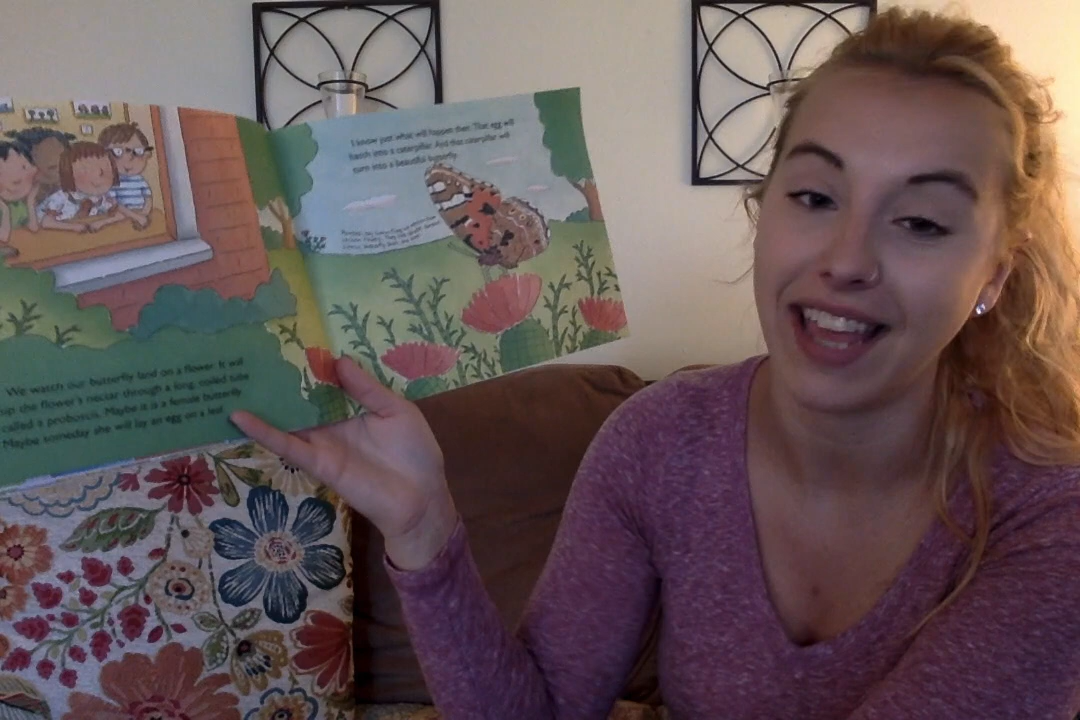 We watch our butterfly land on a flower. It will
sip the flower's nectar through a long, coiled tube
called a proboscis. Maybe it is a female butterfly.
Maybe someday she will lay an egg on a leaf.
I know just what will happen then. That egg will
hatch into a caterpillar. And that caterpillar will
turn into a beautiful butterfly.